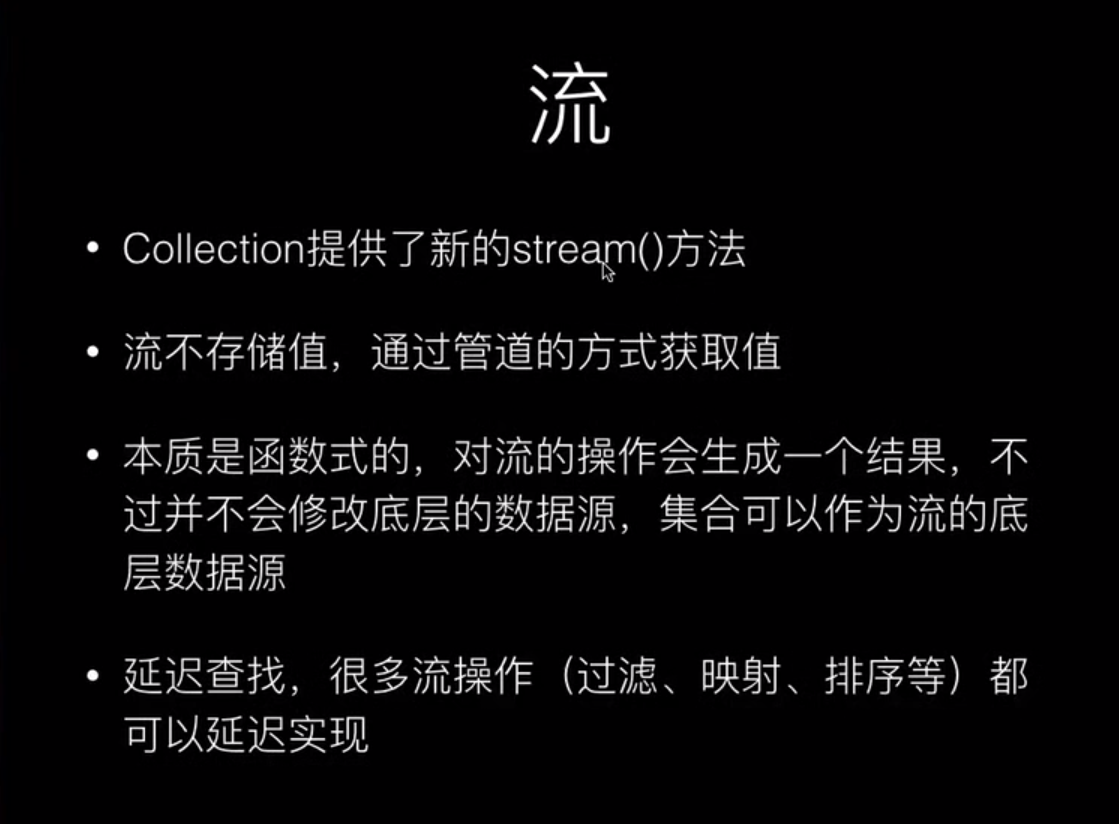 流
• Collection提供了新的stream()方法
• 流不存储值，通过管道的方式获取值
• 本质是函数式的，对流的操作会生成一个结果，不
过并不会修改底层的数据源，集合可以作为流的底
层数据源
• 延迟查找，很多流操作（过滤、映射、排序等）都
可以延迟实现